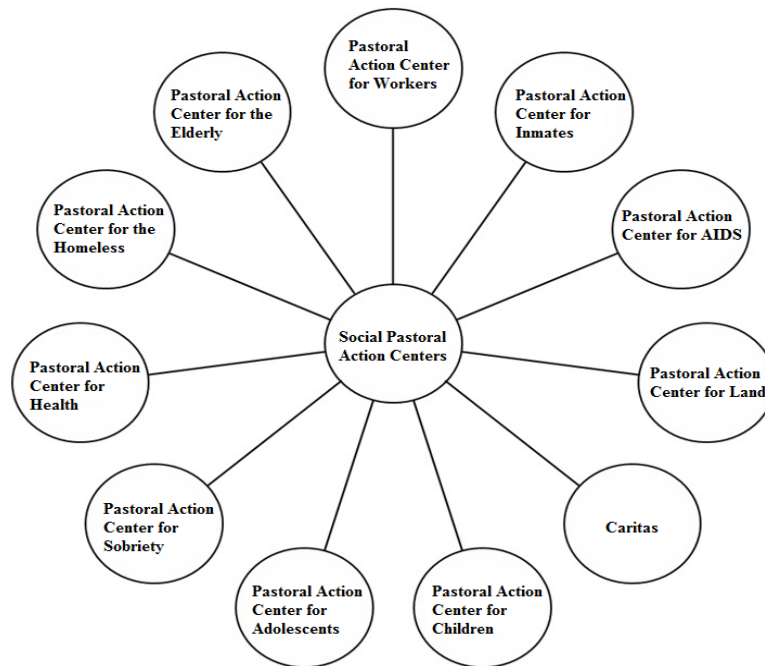 Pastoral
Action Center
for Workers
Pastoral Action
Center for the
Elderly
Pastoral Action
Center for
Inmates
Pastoral Action
Center for the
Homeless
Pastoral Action
Center for AIDS
Social Pastoral
Action Centers
Pastoral Action
Center for
Health
Pastoral Action
Center for Land
Pastoral Action
Center for
Sobriety
Caritas
Pastoral Action
Center for
Adolescents
Pastoral Action
Center for
Children